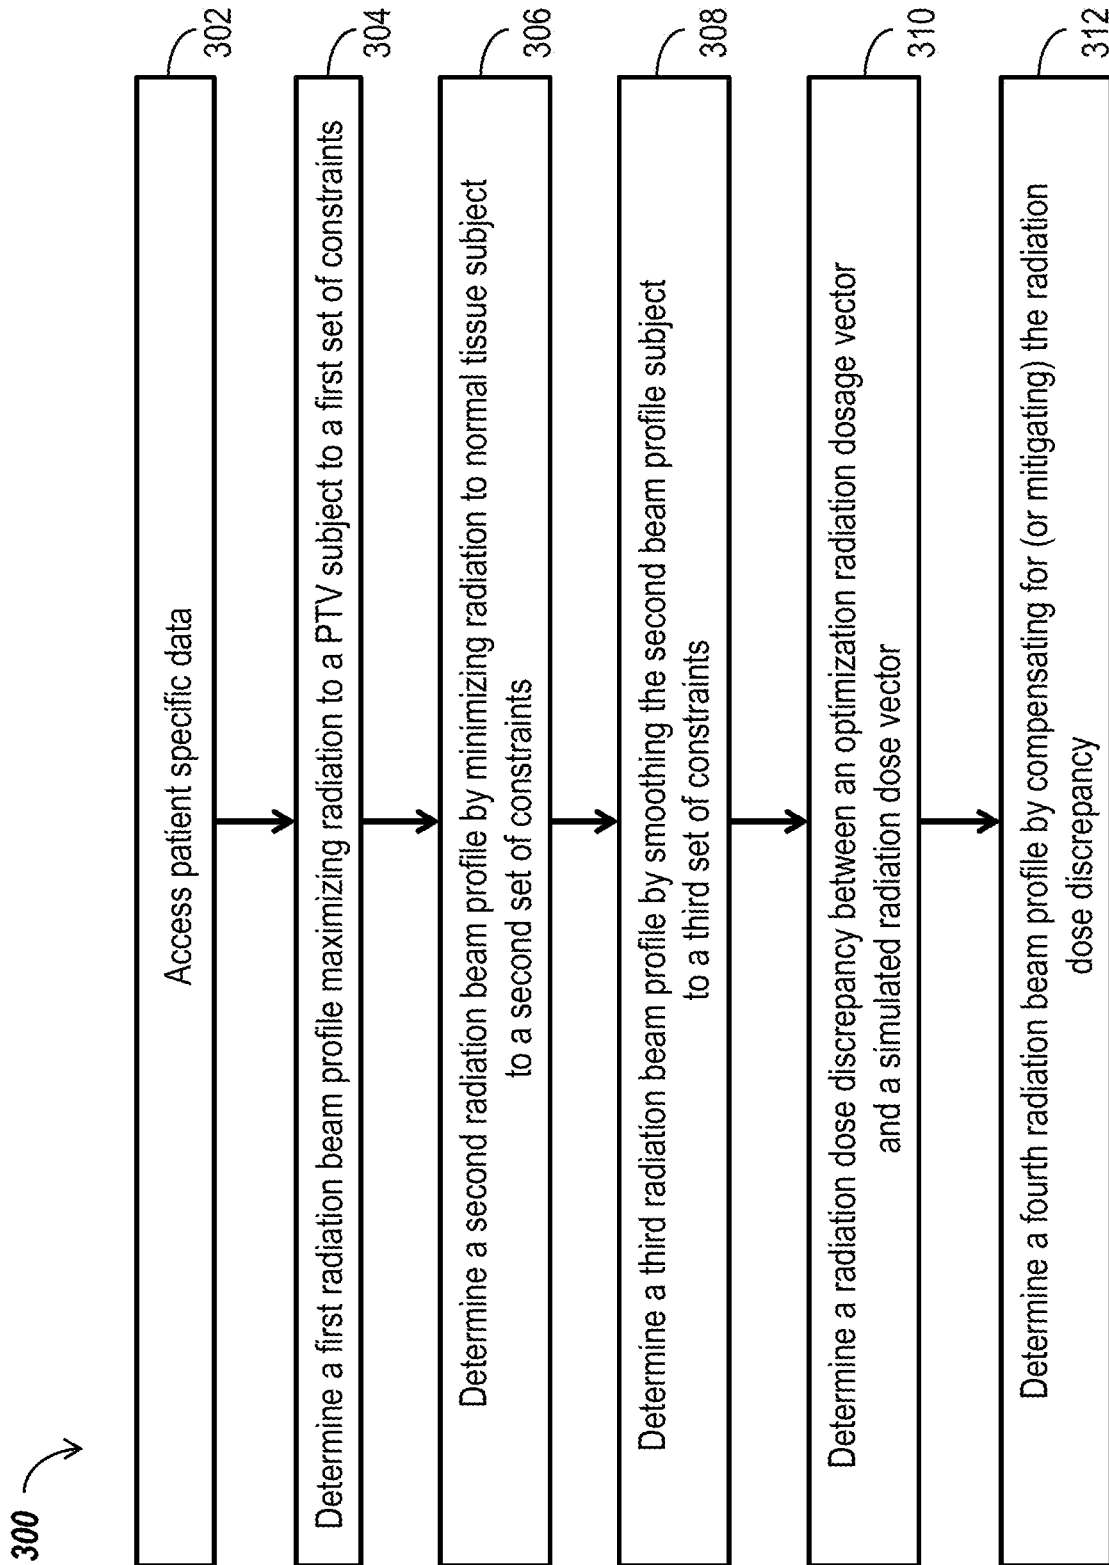 300
Access patient specific data
302
Determine a first radiation beam profile maximizing radiation to a PTV subject to a first set of constraints
304
Determine a second radiation beam profile by minimizing radiation to normal tissue subject
to a second set of constraints
306
Determine a third radiation beam profile by smoothing the second beam profile subject
to a third set of constraints
308
Determine a radiation dose discrepancy between an optimization radiation dosage vector
and a simulated radiation dose vector
310
Determine a fourth radiation beam profile by compensating for (or mitigating) the radiation
dose discrepancy
312